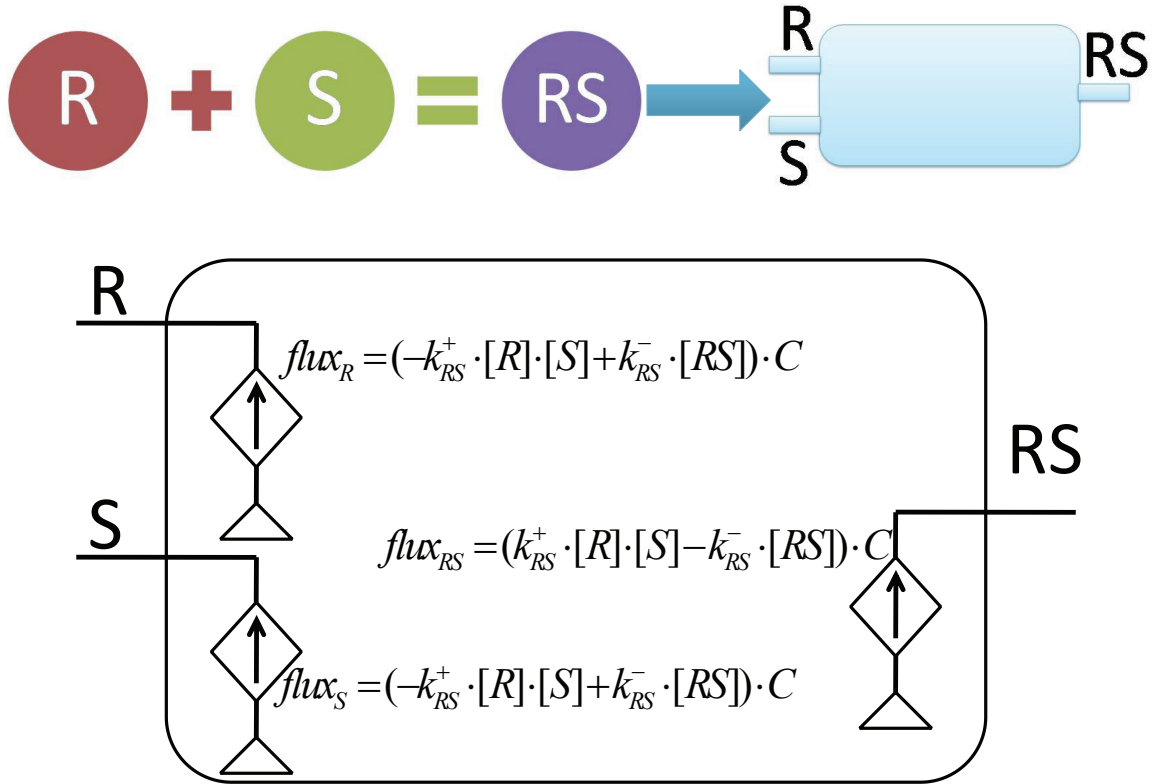 R + S = RS
R
RS
S
R
flux_R = (−k_RS^+ · [R] · [S] + k_RS^− · [RS]) · C
RS
S
flux_RS = (k_RS^+ · [R] · [S] − k_RS^− · [RS]) · C
flux_S = (−k_RS^+ · [R] · [S] + k_RS^− · [RS]) · C